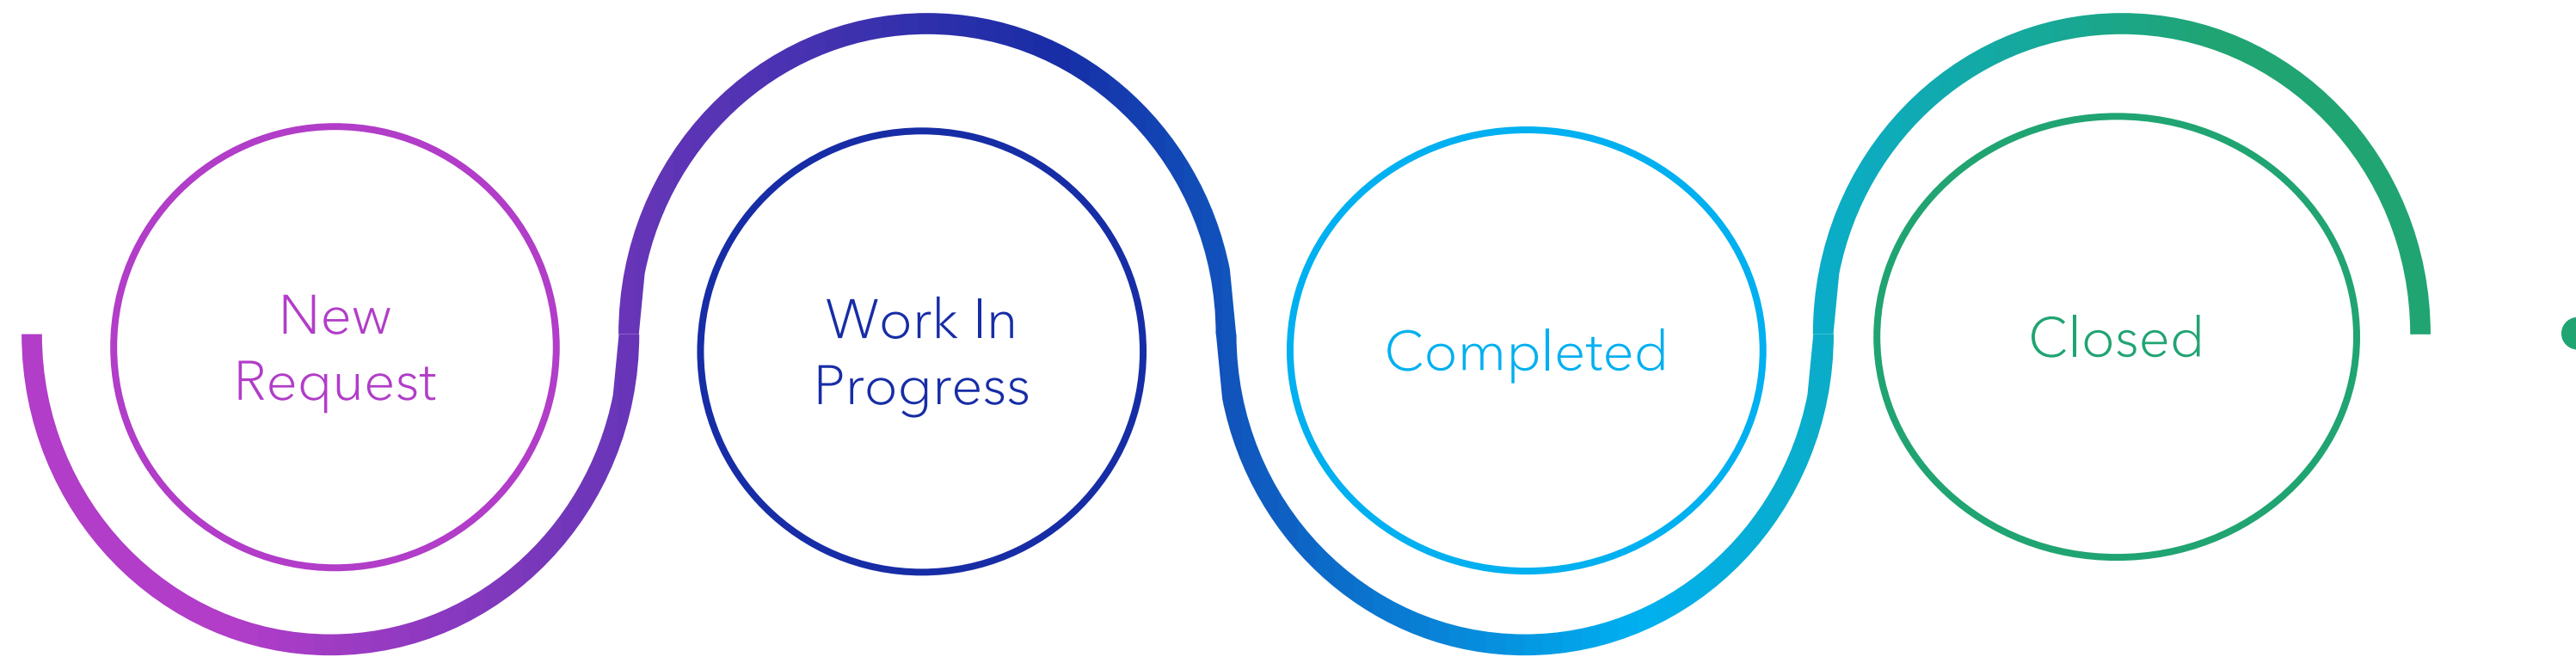 New
Request
Work In
Progress
Completed
Closed